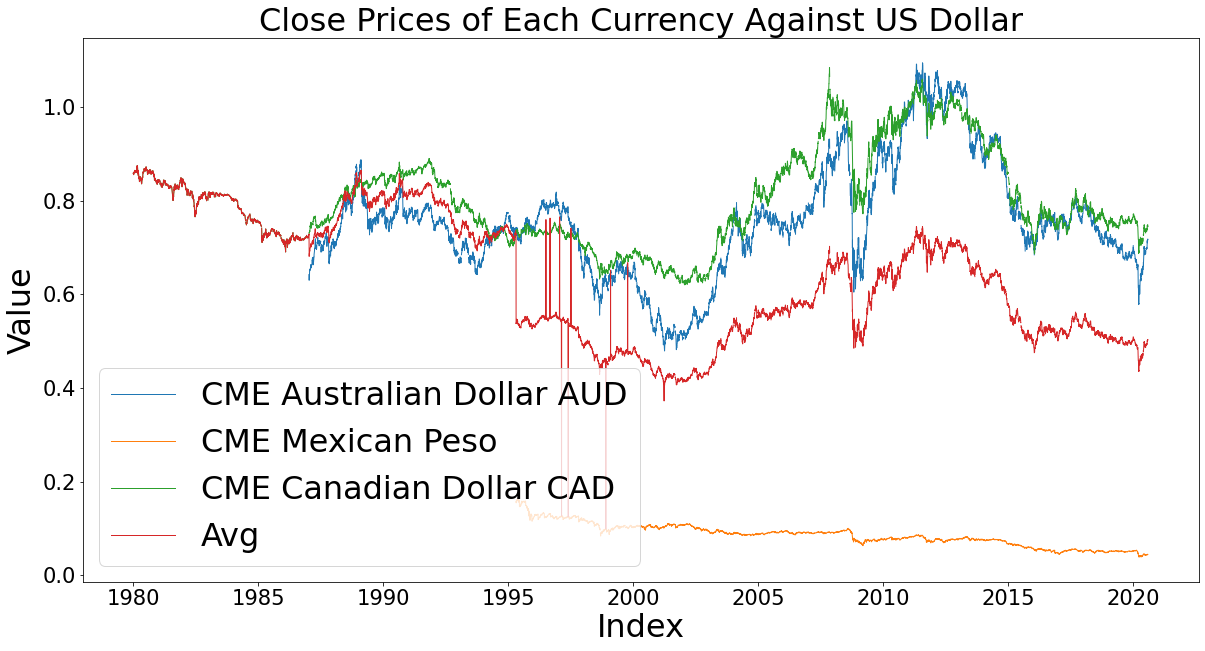 Close Prices of Each Currency Against US Dollar
Value
1.0
0.8
0.6
0.4
0.2
0.0
CME Australian Dollar AUD
CME Mexican Peso
CME Canadian Dollar CAD
Avg
1980 1985 1990 1995 2000 2005 2010 2015 2020
Index